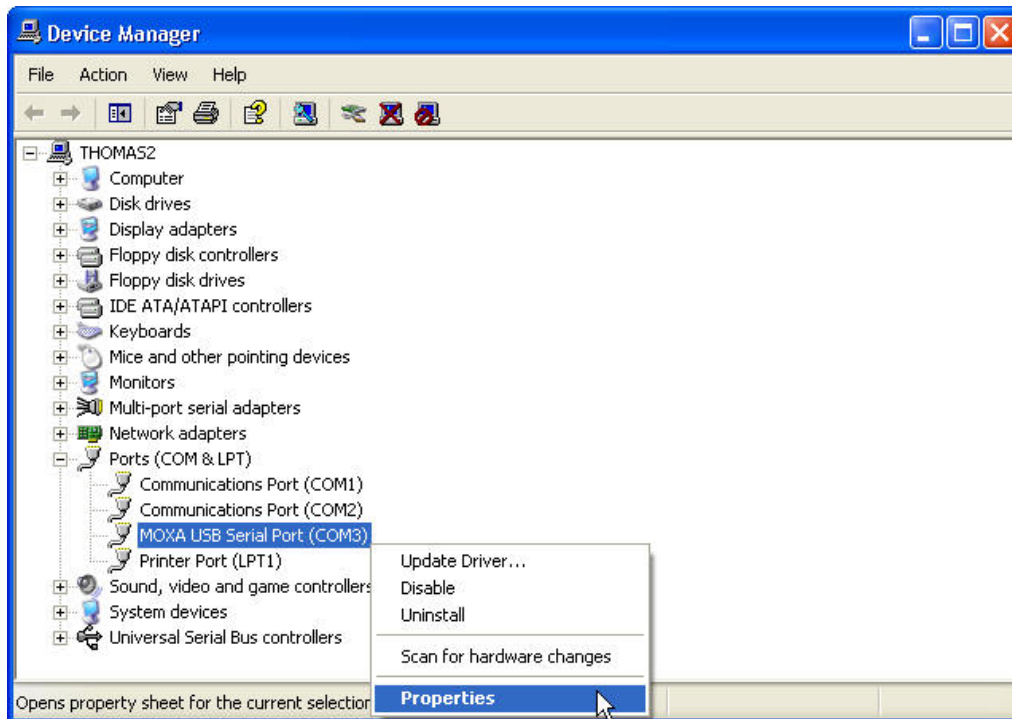 Device Manager
File Action View Help
THOMAS2
Computer
Disk drives
Display adapters
Floppy disk controllers
Floppy disk drives
IDE ATA/ATAPI controllers
Keyboards
Mice and other pointing devices
Monitors
Multi-port serial adapters
Network adapters
Ports (COM & LPT)
Communications Port (COM1)
Communications Port (COM2)
MOXA USB Serial Port (COM3)
Printer Port (LPT1)
Sound, video and game controllers
System devices
Universal Serial Bus controllers
Update Driver...
Disable
Uninstall
Scan for hardware changes
Properties
Opens property sheet for the current selection